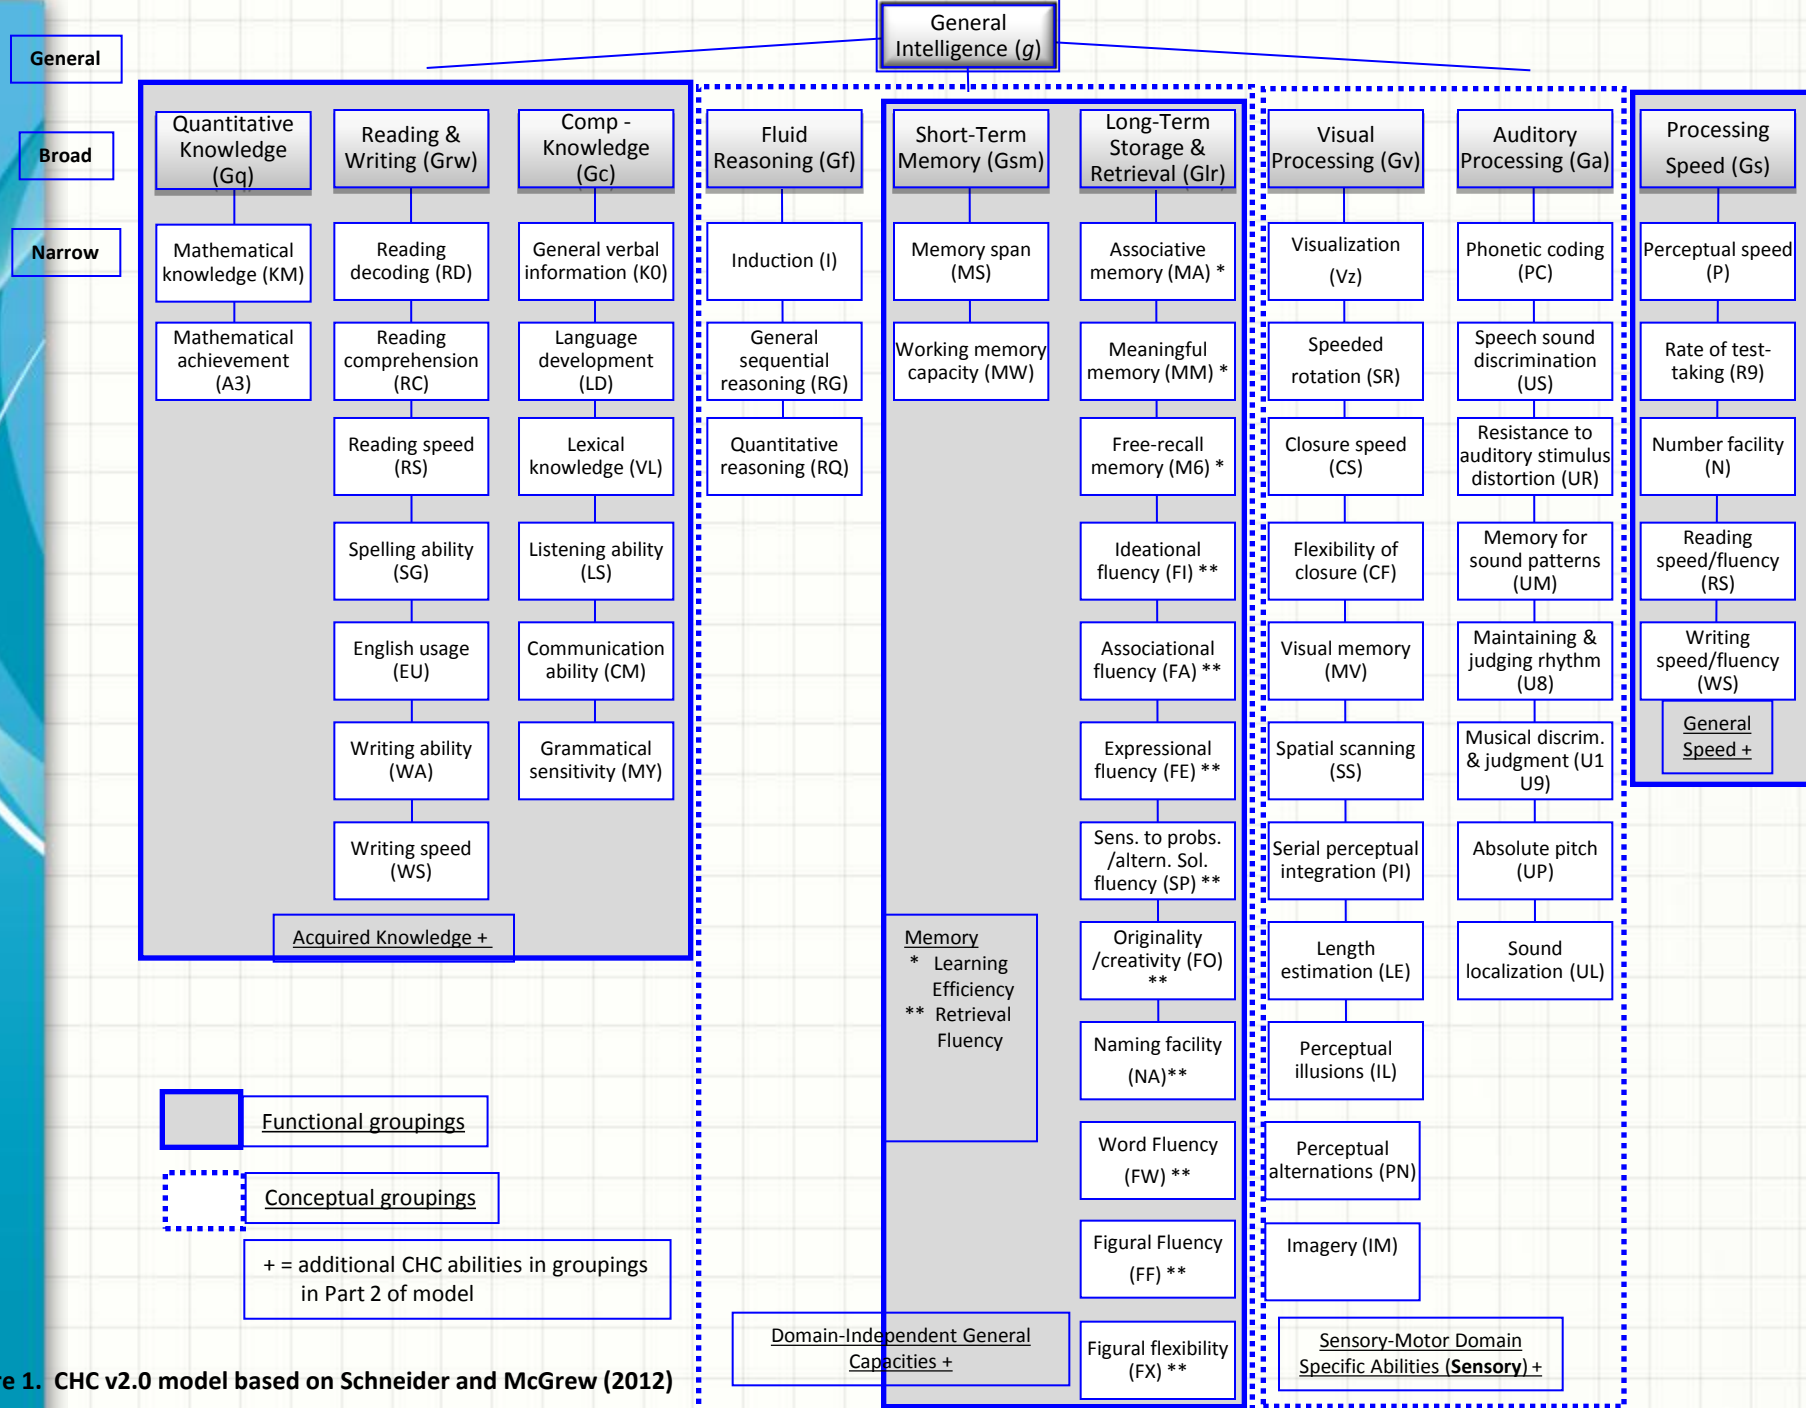 General
Intelligence (g)
General
Broad
Narrow
Quantitative
Knowledge
(Gq)
Mathematical
knowledge (KM)
Mathematical
achievement
(A3)
Reading &
Writing (Grw)
Reading
decoding (RD)
Reading
comprehension
(RC)
Reading speed
(RS)
Spelling ability
(SG)
English usage
(EU)
Writing ability
(WA)
Writing speed
(WS)
Comp -
Knowledge
(Gc)
General verbal
information (K0)
Language
development
(LD)
Lexical
knowledge (VL)
Listening ability
(LS)
Communication
ability (CM)
Grammatical
sensitivity (MY)
Acquired Knowledge +
Fluid
Reasoning (Gf)
Induction (I)
General
sequential
reasoning (RG)
Quantitative
reasoning (RQ)
Short-Term
Memory (Gsm)
Memory span
(MS)
Working memory
capacity (MW)
Memory
* Learning
Efficiency
** Retrieval
Fluency
Long-Term
Storage &
Retrieval (Glr)
Associative
memory (MA) *
Meaningful
memory (MM) *
Free-recall
memory (M6) *
Ideational
fluency (FI) **
Associational
fluency (FA) **
Expressional
fluency (FE) **
Sens. to probs.
/altern. Sol.
fluency (SP) **
Originality
/creativity (FO)
**
Naming facility
(NA)**
Word Fluency
(FW) **
Figural Fluency
(FF) **
Figural flexibility
(FX) **
Domain-Independent General
Capacities +
Visual
Processing (Gv)
Visualization
(Vz)
Speeded
rotation (SR)
Closure speed
(CS)
Flexibility of
closure (CF)
Visual memory
(MV)
Spatial scanning
(SS)
Serial perceptual
integration (PI)
Length
estimation (LE)
Perceptual
illusions (IL)
Perceptual
alternations (PN)
Imagery (IM)
Auditory
Processing (Ga)
Phonetic coding
(PC)
Speech sound
discrimination
(US)
Resistance to
auditory stimulus
distortion (UR)
Memory for
sound patterns
(UM)
Maintaining &
judging rhythm
(U8)
Musical discrim.
& judgment (U1
U9)
Absolute pitch
(UP)
Sound
localization (UL)
Sensory-Motor Domain
Specific Abilities (Sensory) +
Processing
Speed (Gs)
Perceptual speed
(P)
Rate of test-
taking (R9)
Number facility
(N)
Reading
speed/fluency
(RS)
Writing
speed/fluency
(WS)
General
Speed +
Functional groupings
Conceptual groupings
+ = additional CHC abilities in groupings
in Part 2 of model
re 1. CHC v2.0 model based on Schneider and McGrew (2012)